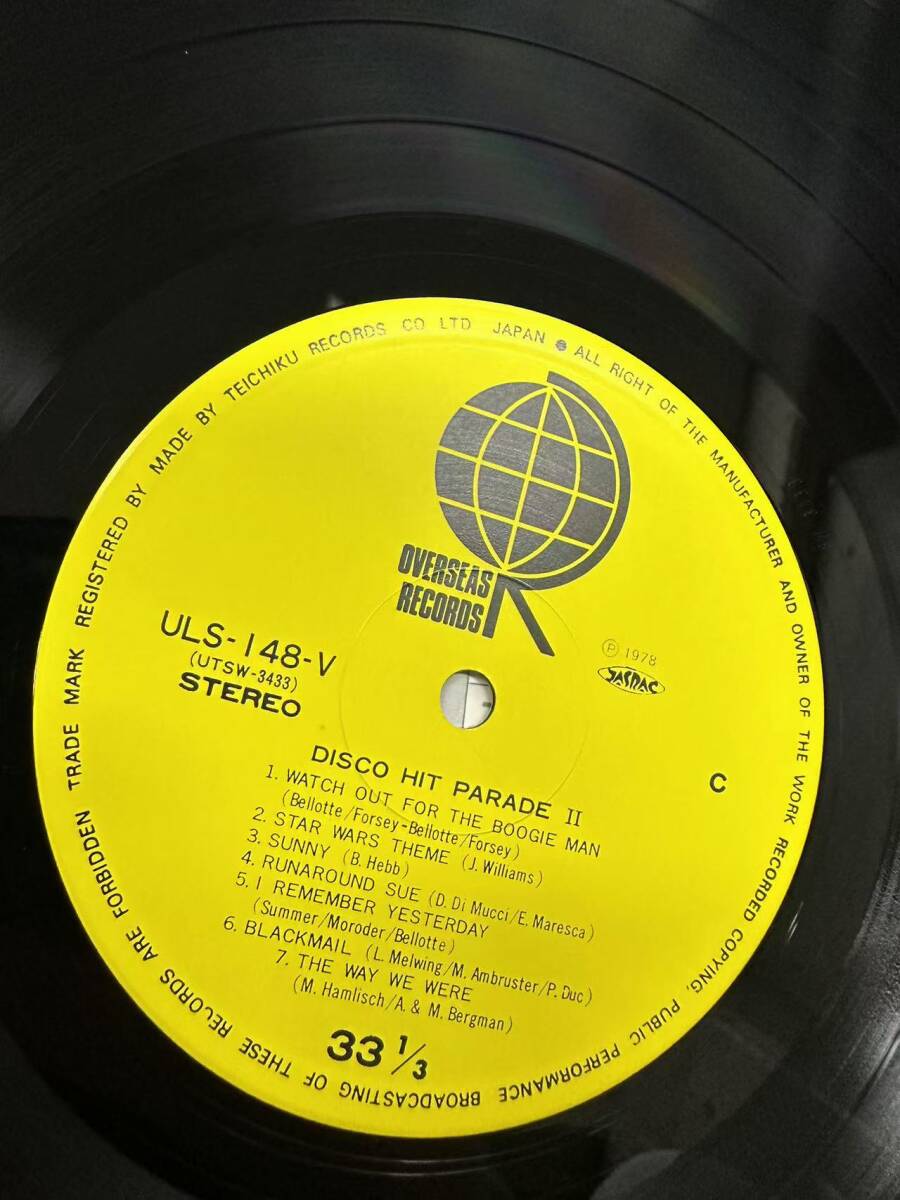 TRADE MARK REGISTERED BY MADE BY TEICHIKU RECORDS CO LTD JAPAN ● ALL RIGHT OF THE MANUFACTURER AND OWNER OF THE WORK RECORDED COPYING, PUBLIC PERFORMANCE BROADCASTING OF THESE RECORDS ARE FORBIDDEN
OVERSEAS
RECORDS
ULS-148-V
(UTSW-3433)
STEREO
Ⓟ 1978
JASRAC
C
DISCO HIT PARADE II
1. WATCH OUT FOR THE BOOGIE MAN
(Bellotte/Forsey-Bellotte/Forsey)
2. STAR WARS THEME (J. Williams)
3. SUNNY (B. Hebb)
4. RUNAROUND SUE (D. Di Mucci/E. Maresca)
5. I REMEMBER YESTERDAY
(Summer/Moroder/Bellotte)
6. BLACKMAIL (L. Melwing/M. Ambruster/P. Duc)
7. THE WAY WE WERE
(M. Hamlisch/A. & M. Bergman)
33 1/3